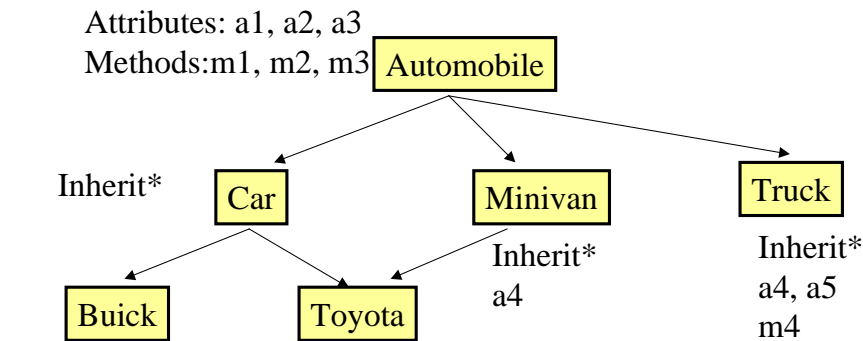 Attributes: a1, a2, a3
Methods:m1, m2, m3
Automobile
Inherit*
Car
Minivan
Truck
Inherit*
a4
Inherit*
a4, a5
m4
Buick
Toyota